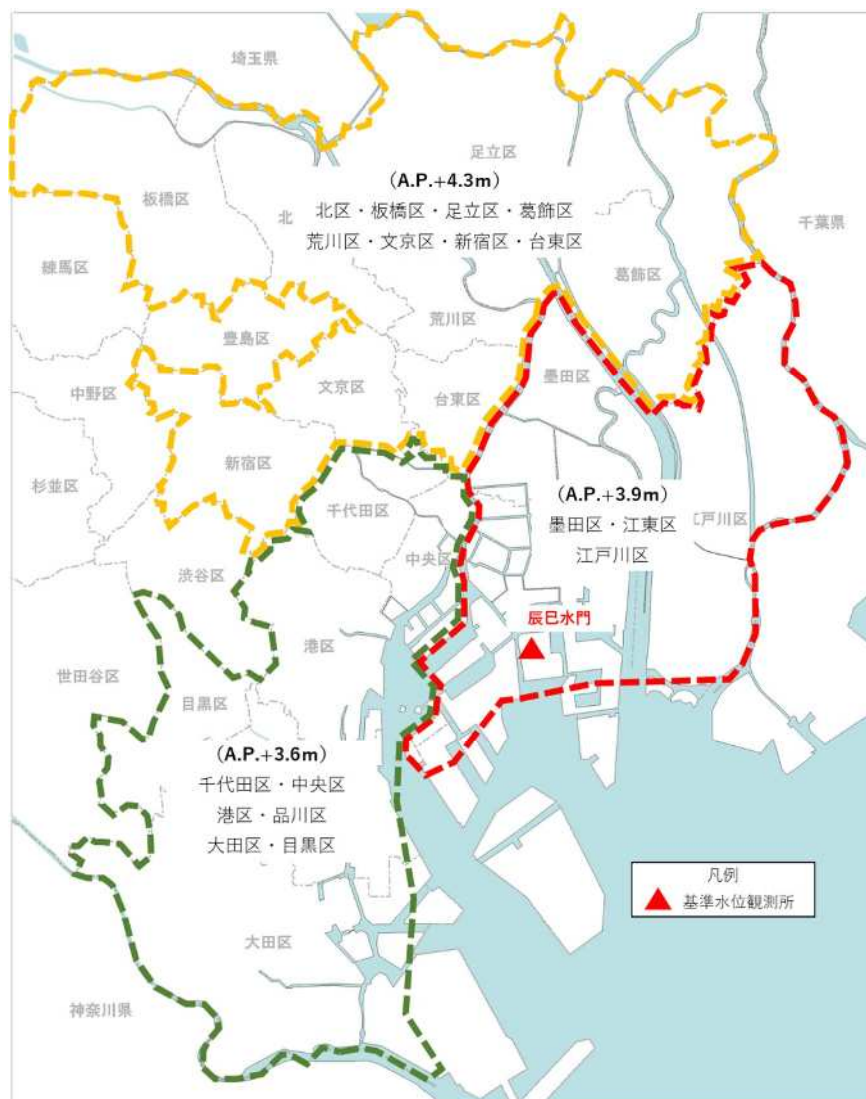 埼玉県
足立区
(A.P.+4.3m)
板橋区
北
北区・板橋区・足立区・葛飾区
荒川区・文京区・新宿区・台東区
千葉県
練馬区
葛飾区
荒川区
豊島区
墨田区
中野区
文京区
台東区
新宿区
杉並区
(A.P.+3.9m)
千代田区
墨田区・江東区
江戸川区
江戸川区
中央区
渋谷区
辰巳水門
港区
世田谷区
目黒区
(A.P.+3.6m)
千代田区・中央区
港区・品川区
大田区・目黒区
凡例
基準水位観測所
大田区
神奈川県